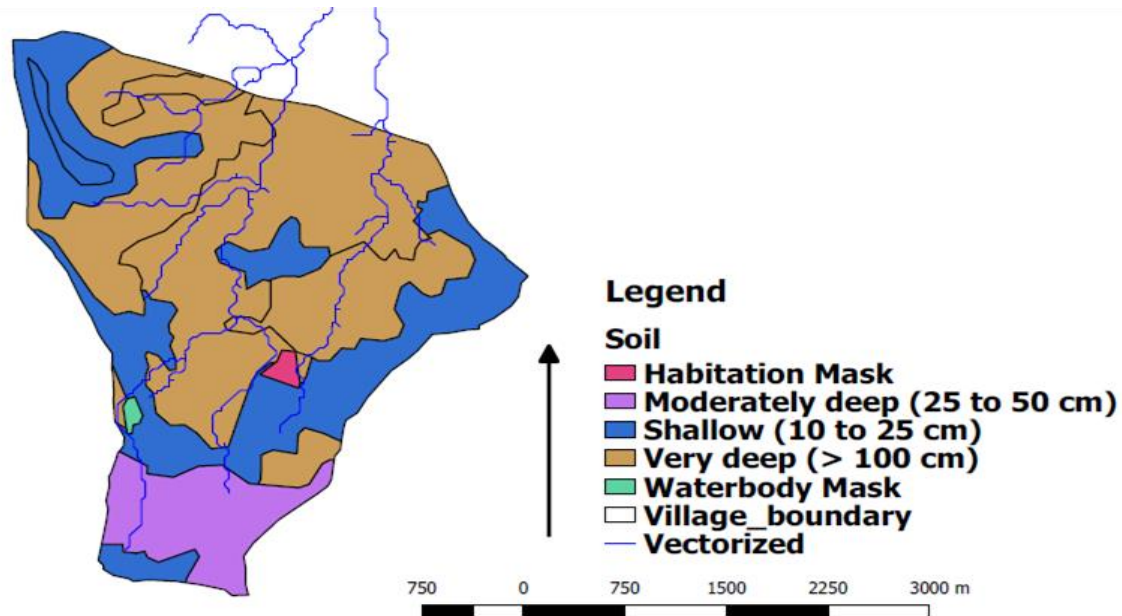 Legend
Soil
Habitation Mask
Moderately deep (25 to 50 cm)
Shallow (10 to 25 cm)
Very deep (> 100 cm)
Waterbody Mask
Village_boundary
Vectorized
750 0 750 1500 2250 3000 m